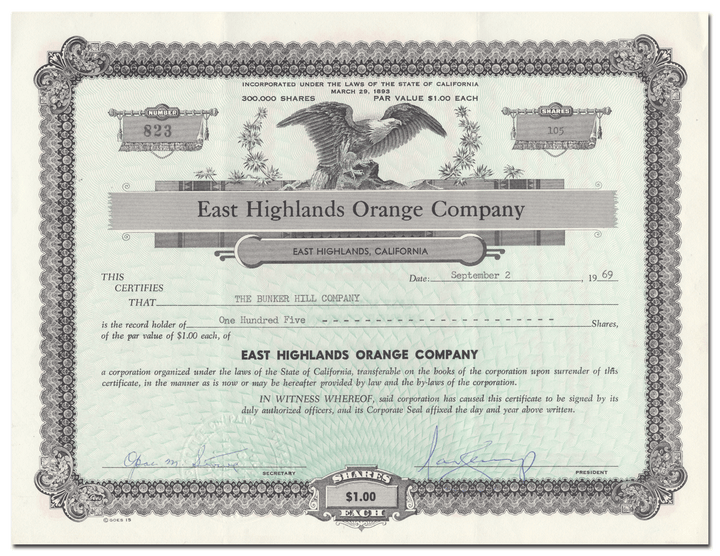 INCORPORATED UNDER THE LAWS OF THE STATE OF CALIFORNIA
MARCH 29, 1893
300,000 SHARES PAR VALUE $1.00 EACH
NUMBER
823
SHARES
105
East Highlands Orange Company
EAST HIGHLANDS, CALIFORNIA
THIS CERTIFIES THAT THE BUNKER HILL COMPANY
Date: September 2, 1969
is the record holder of One Hundred Five - - - - - - - - - - - - - - - - - - - - - - - - Shares,
of the par value of $1.00 each, of
EAST HIGHLANDS ORANGE COMPANY
a corporation organized under the laws of the State of California, transferable on the books of the corporation upon surrender of this
certificate, in the manner as is now or may be hereafter provided by law and the by-laws of the corporation.
IN WITNESS WHEREOF, said corporation has caused this certificate to be signed by its
duly authorized officers, and its Corporate Seal affixed the day and year above written.
Opal M.
SECRETARY
PRESIDENT
SHARES
$1.00
EACH
© GOES 15